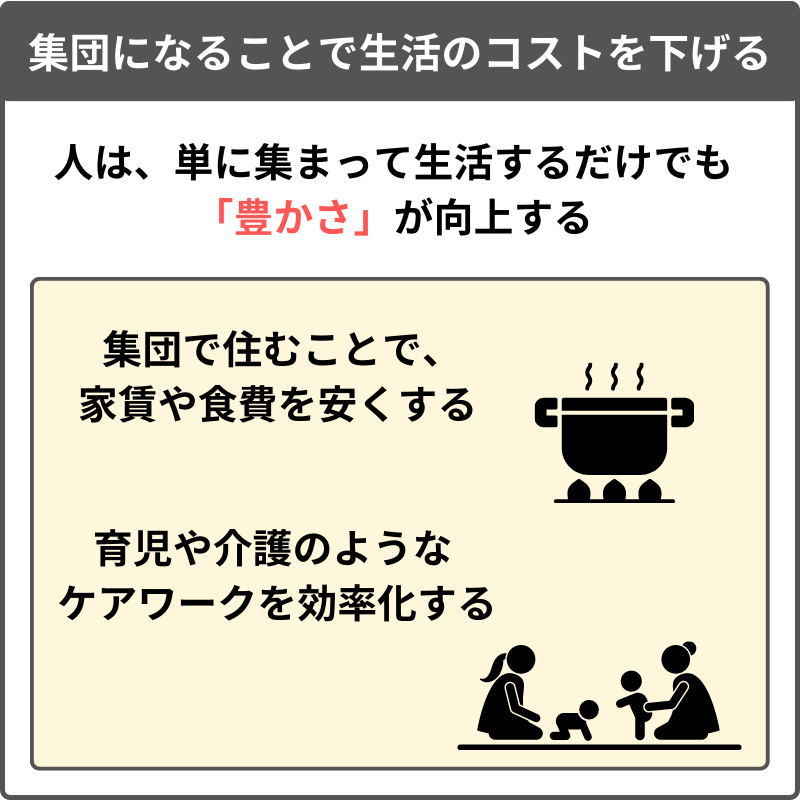 集団になることで生活のコストを下げる
人は、単に集まって生活するだけでも
「豊かさ」が向上する
集団で住むことで、
家賃や食費を安くする
育児や介護のような
ケアワークを効率化する